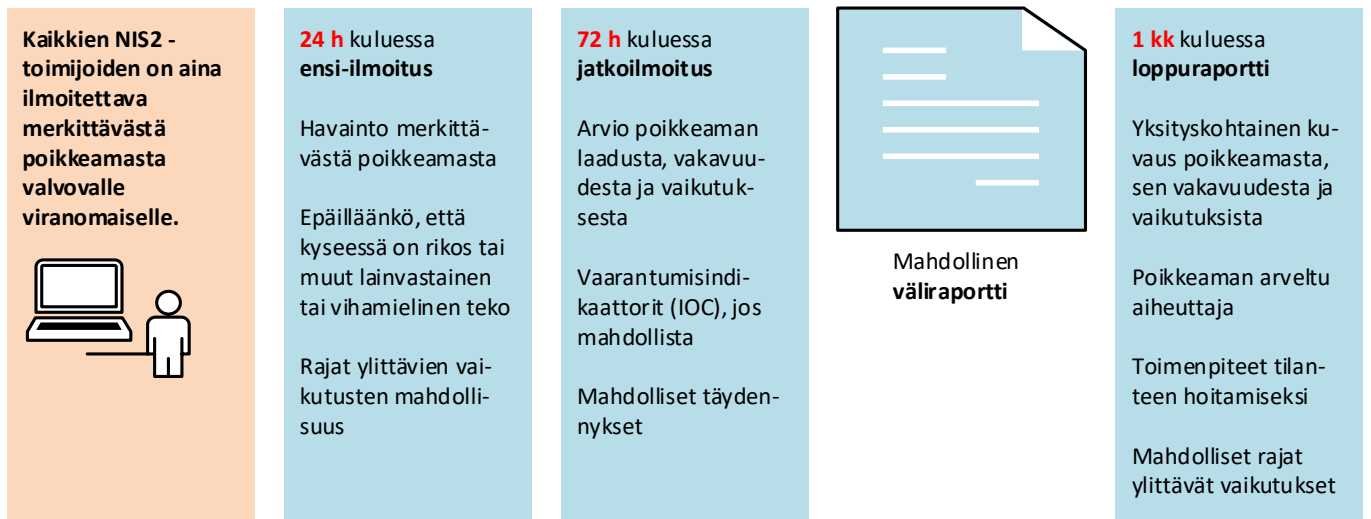 Kaikkien NIS2 -
toimijoiden on aina
ilmoitettava
merkittävästä
poikkeamasta
valvovalle
viranomaiselle.
24 h kuluessa
ensi-ilmoitus
Havainto merkittä-
västä poikkeamasta
Epäilläänkö, että
kyseessä on rikos tai
muut lainvastainen
tai vihamielinen teko
Rajat ylittävien vai-
kutusten mahdolli-
suus
72 h kuluessa
jatkoilmoitus
Arvio poikkeaman
laadusta, vakavuu-
desta ja vaikutuk-
sesta
Vaarantumisindi-
kaattorit (IOC), jos
mahdollista
Mahdolliset täyden-
nykset
Mahdollinen
väliraportti
1 kk kuluessa
loppuraportti
Yksityiskohtainen ku-
vaus poikkeamasta,
sen vakavuudesta ja
vaikutuksista
Poikkeaman arveltu
aiheuttaja
Toimenpiteet tilan-
teen hoitamiseksi
Mahdolliset rajat
ylittävät vaikutukset